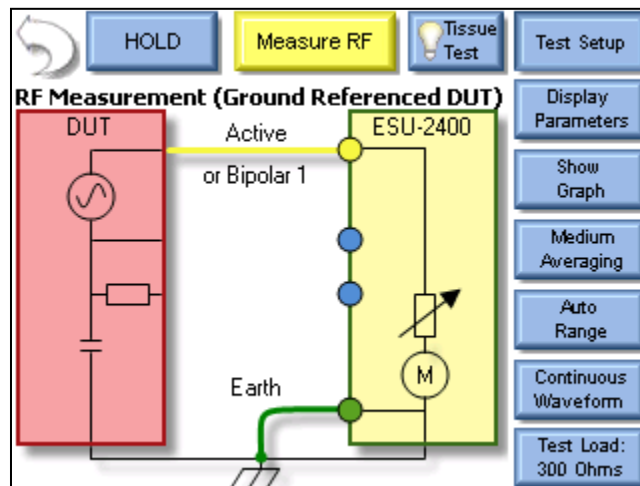 HOLD
Measure RF
Tissue
Test
Test Setup
RF Measurement (Ground Referenced DUT)
Display
Parameters
DUT
Active
or Bipolar 1
ESU-2400
Show
Graph
Medium
Averaging
Auto
Range
M
Earth
Continuous
Waveform
Test Load:
300 Ohms